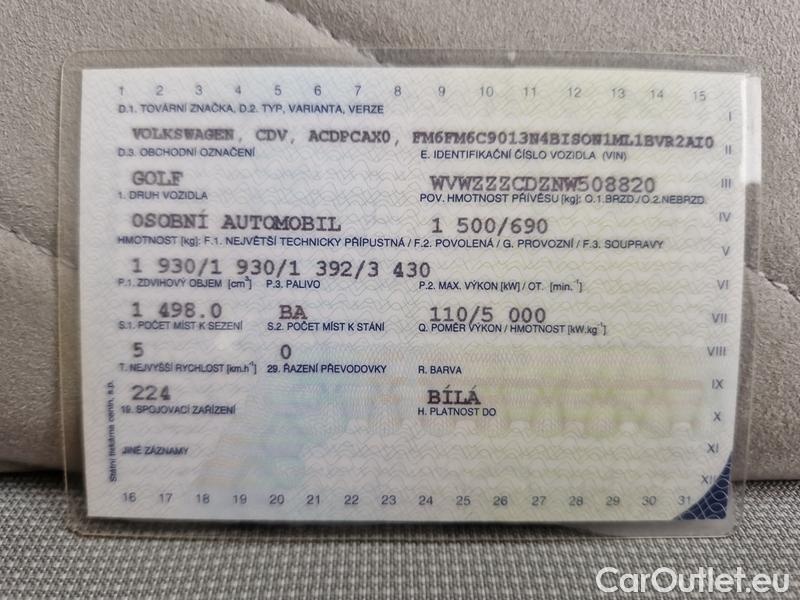 1 2 3 4 5 6 7 8 9 10 11 12 13 14 15
D.1. TOVÁRNÍ ZNAČKA, D.2. TYP, VARIANTA, VERZE
I
VOLKSWAGEN, CDV, ACDPCAX0, FM6FM6C9013N4BISON1ML1BVR2AI0
D.3. OBCHODNÍ OZNAČENÍ E. IDENTIFIKAČNÍ ČÍSLO VOZIDLA (VIN)
II
GOLF WVWZZZCDZNW508820
III
1. DRUH VOZIDLA POV. HMOTNOST PŘÍVĚSU [kg]: O.1.BRZD./O.2.NEBRZD.
OSOBNÍ AUTOMOBIL 1 500/690
IV
HMOTNOST [kg]: F.1. NEJVĚTŠÍ TECHNICKY PŘÍPUSTNÁ / F.2. POVOLENÁ / G. PROVOZNÍ / F.3. SOUPRAVY
V
1 930/1 930/1 392/3 430
P.1. ZDVIHOVÝ OBJEM [cm³] P.3. PALIVO P.2. MAX. VÝKON [kW] / OT. [min.⁻¹]
VI
1 498.0 BA 110/5 000
VII
S.1. POČET MÍST K SEZENÍ S.2. POČET MÍST K STÁNÍ Q. POMĚR VÝKON / HMOTNOST [kW.kg⁻¹]
5 0
VIII
T. NEJVYŠŠÍ RYCHLOST [km.h⁻¹] 29. ŘAZENÍ PŘEVODOVKY R. BARVA
IX
224 BÍLÁ
19. SPOJOVACÍ ZAŘÍZENÍ H. PLATNOST DO
X
JINÉ ZÁZNAMY
XI
XII
Státní tiskárna cenin, s.p.
16 17 18 19 20 21 22 23 24 25 26 27 28 29 30 31
CarOutlet.eu